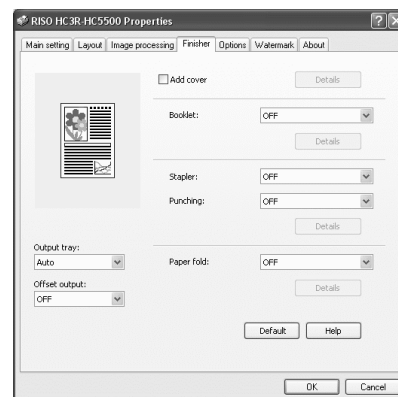 RISO HC3R-HC5500 Properties
Main setting Layout Image processing Finisher Options Watermark About
Add cover Details
Booklet: OFF
Details
Stapler: OFF
Punching: OFF
Details
Output tray:
Auto
Paper fold: OFF
Offset output:
OFF
Details
Default Help
OK Cancel